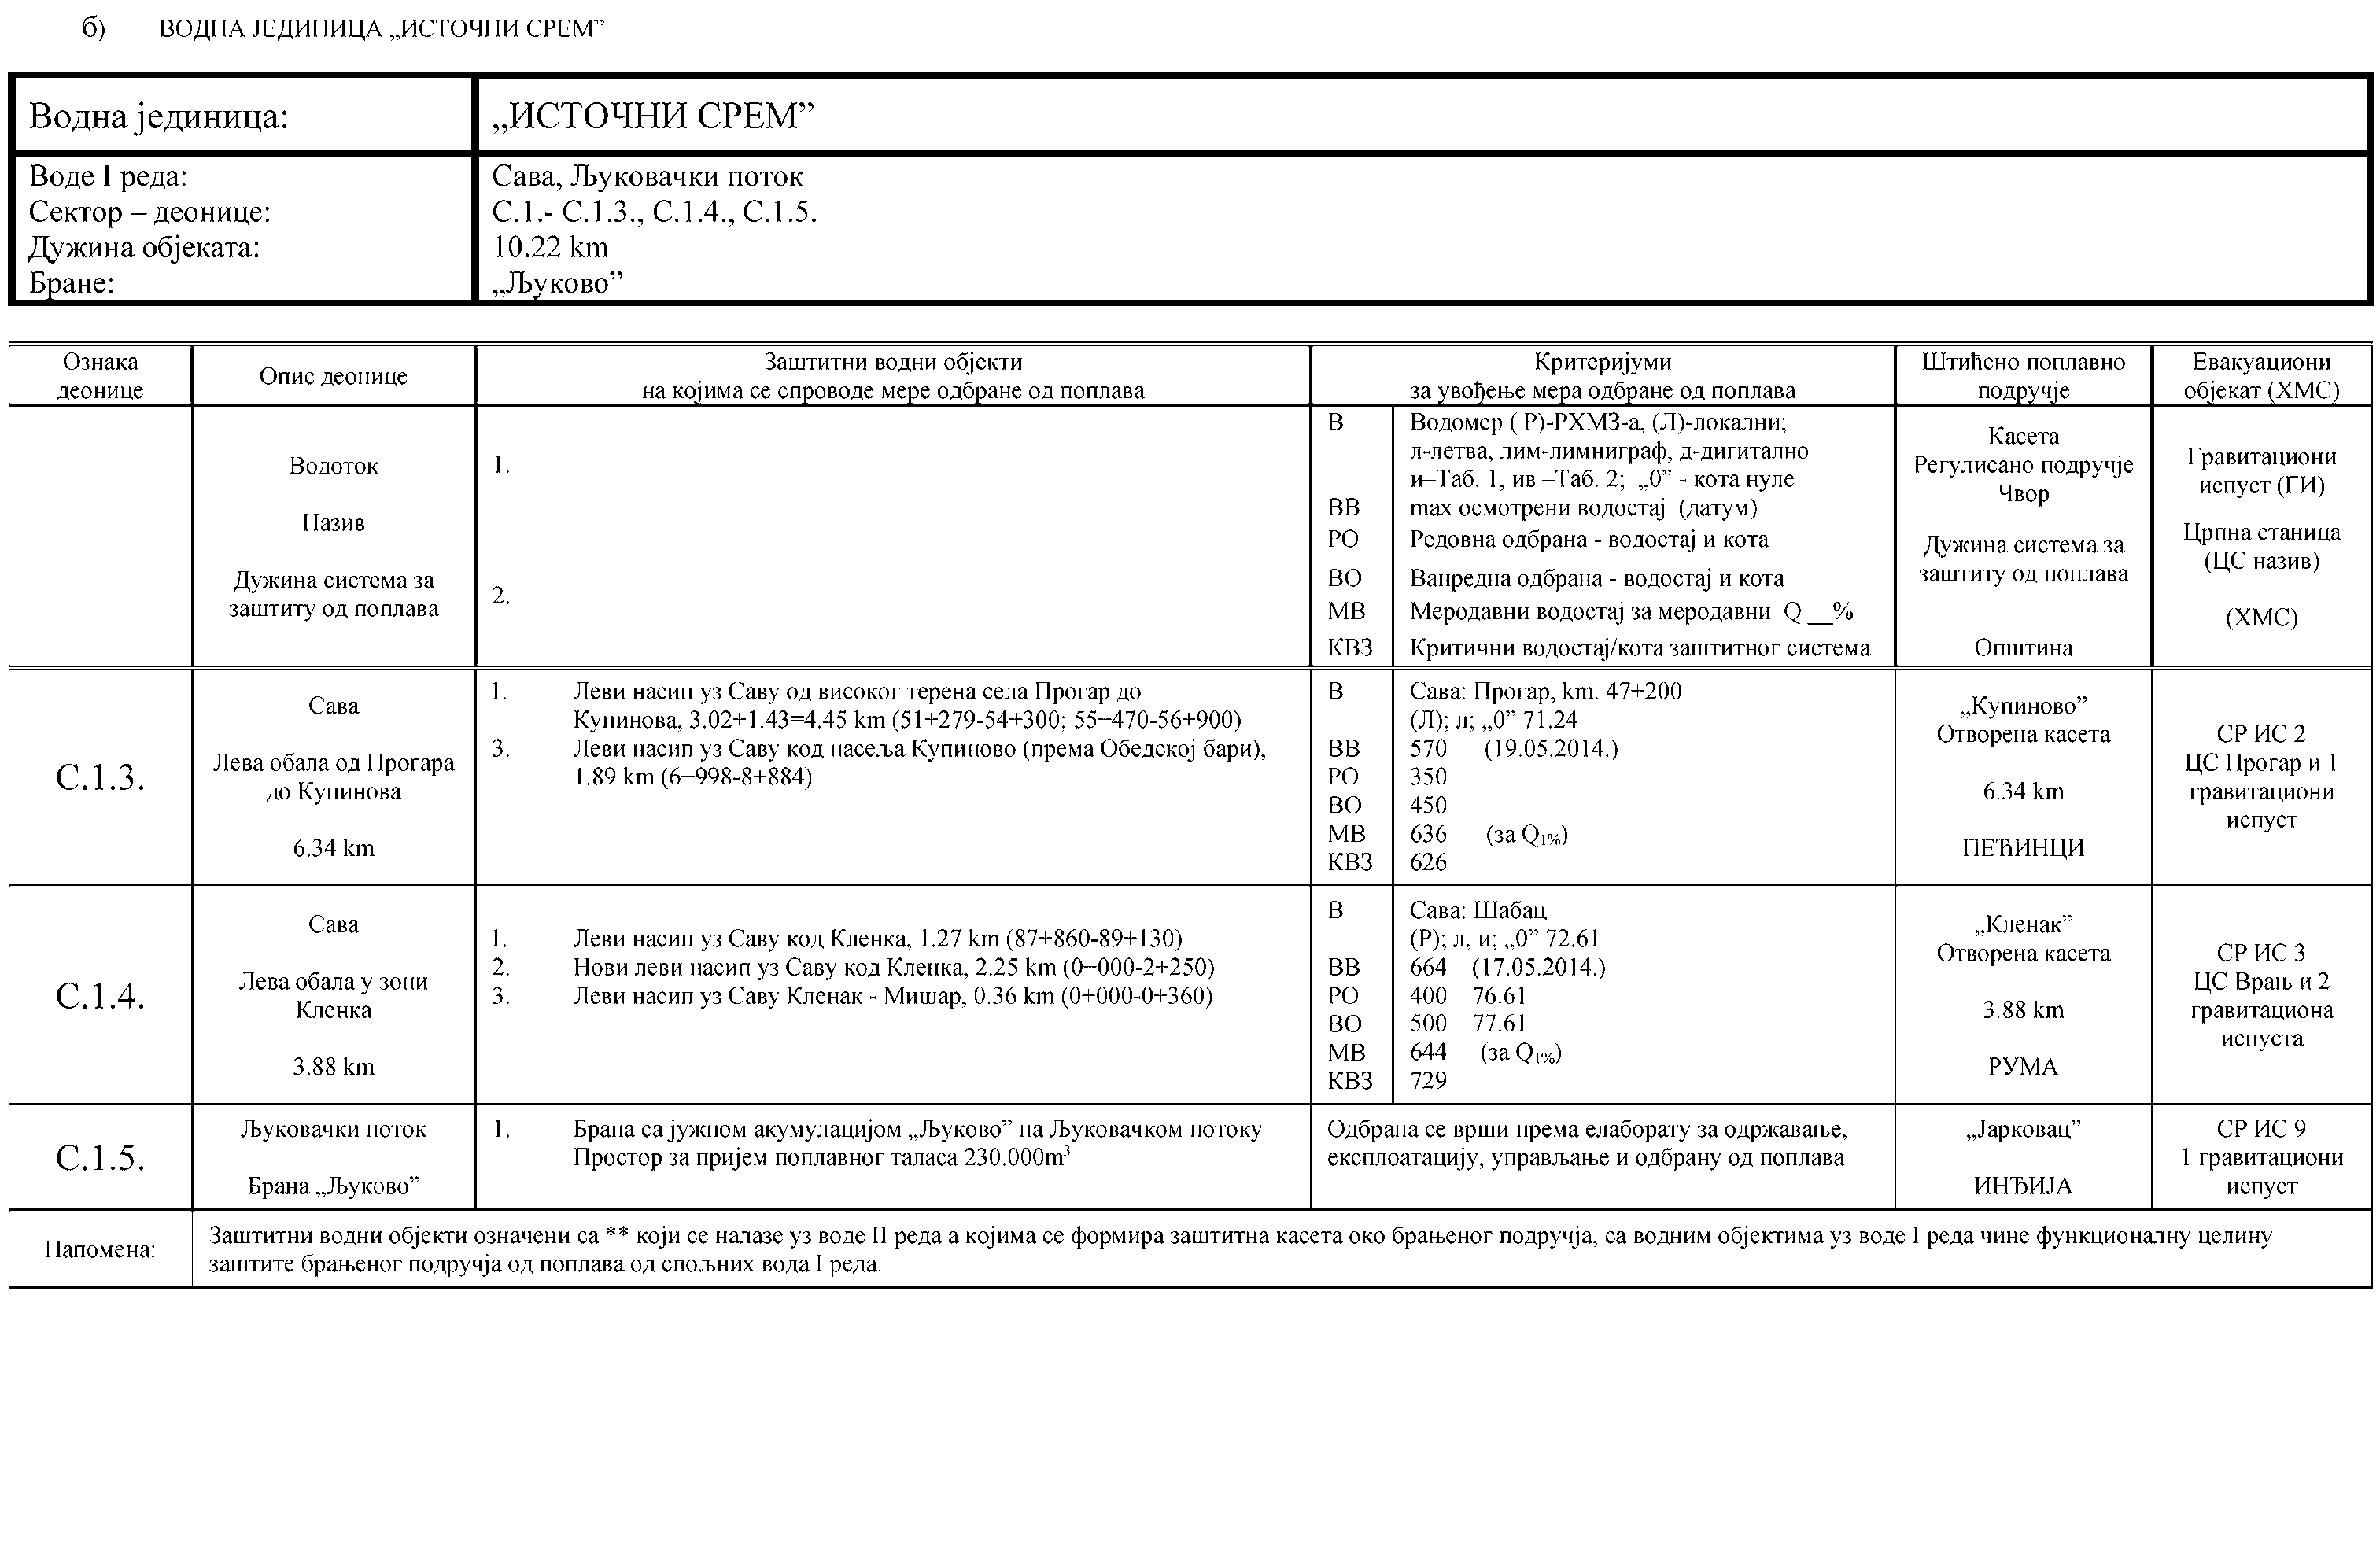 б) ВОДНА ЈЕДИНИЦА „ИСТОЧНИ СРЕМ”
Водна јединица: „ИСТОЧНИ СРЕМ”
Воде I реда: Сава, Љуковачки поток
Сектор – деонице: С.1.- С.1.3., С.1.4., С.1.5.
Дужина објеката: 10.22 km
Бране: „Љуково”
Ознака
деонице
Опис деонице
Заштитни водни објекти
на којима се спроводе мере одбране од поплава
Критеријуми
за увођење мера одбране од поплава
Штићено поплавно
подручје
Евакуациони
објекат (ХМС)
Водоток
Назив
Дужина система за
заштиту од поплава
1.
2.
В Водомер ( Р)-РХМЗ-а, (Л)-локални;
л-летва, лим-лимниграф, д-дигитално
и–Таб. 1, ив –Таб. 2; „0” - кота нуле
ВВ max осмотрени водостај (датум)
РО Редовна одбрана - водостај и кота
ВО Ванредна одбрана - водостај и кота
МВ Меродавни водостај за меродавни Q __%
КВЗ Критични водостај/кота заштитног система
Касета
Регулисано подручје
Чвор
Дужина система за
заштиту од поплава
Општина
Гравитациони
испуст (ГИ)
Црпна станица
(ЦС назив)
(ХМС)
С.1.3.
Сава
Лева обала од Прогара
до Купинова
6.34 km
1. Леви насип уз Саву од високог терена села Прогар до
Купинова, 3.02+1.43=4.45 km (51+279-54+300; 55+470-56+900)
3. Леви насип уз Саву код насеља Купиново (према Обедској бари),
1.89 km (6+998-8+884)
В Сава: Прогар, km. 47+200
(Л); л; „0” 71.24
ВВ 570 (19.05.2014.)
РО 350
ВО 450
МВ 636 (за Q1%)
КВЗ 626
„Купиново”
Отворена касета
6.34 km
ПЕЋИНЦИ
СР ИС 2
ЦС Прогар и 1
гравитациони
испуст
С.1.4.
Сава
Лева обала у зони
Кленка
3.88 km
1. Леви насип уз Саву код Кленка, 1.27 km (87+860-89+130)
2. Нови леви насип уз Саву код Кленка, 2.25 km (0+000-2+250)
3. Леви насип уз Саву Кленак - Мишар, 0.36 km (0+000-0+360)
В Сава: Шабац
(Р); л, и; „0” 72.61
ВВ 664 (17.05.2014.)
РО 400 76.61
ВО 500 77.61
МВ 644 (за Q1%)
КВЗ 729
„Кленак”
Отворена касета
3.88 km
РУМА
СР ИС 3
ЦС Врањ и 2
гравитациона
испуста
С.1.5.
Љуковачки поток
Брана „Љуково”
1. Брана са јужном акумулацијом „Љуково” на Љуковачком потоку
Простор за пријем поплавног таласа 230.000m³
Одбрана се врши према елаборату за одржавање,
експлоатацију, управљање и одбрану од поплава
„Јарковац”
ИНЂИЈА
СР ИС 9
1 гравитациони
испуст
Напомена:
Заштитни водни објекти означени са ** који се налазе уз воде II реда а којима се формира заштитна касета око брањеног подручја, са водним објектима уз воде I реда чине функционалну целину
заштите брањеног подручја од поплава од спољних вода I реда.